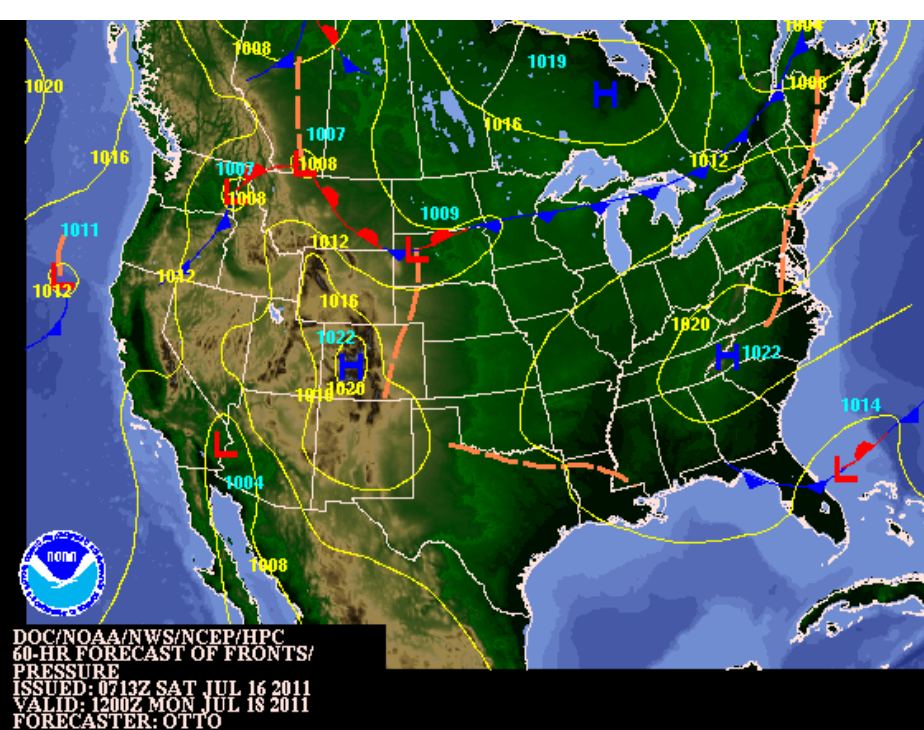 1008
1004
1019
H
1020
1008
1016
1007
1016
1012
1007
L
1008
L
1008
1011
1009
1012
L
1012
L
1012
1016
1020
1022
H
1022
H
1020
1016
1014
L
L
1004
noaa
1008
DOC/NOAA/NWS/NCEP/HPC
60-HR FORECAST OF FRONTS/
PRESSURE
ISSUED: 0713Z SAT JUL 16 2011
VALID: 1200Z MON JUL 18 2011
FORECASTER: OTTO